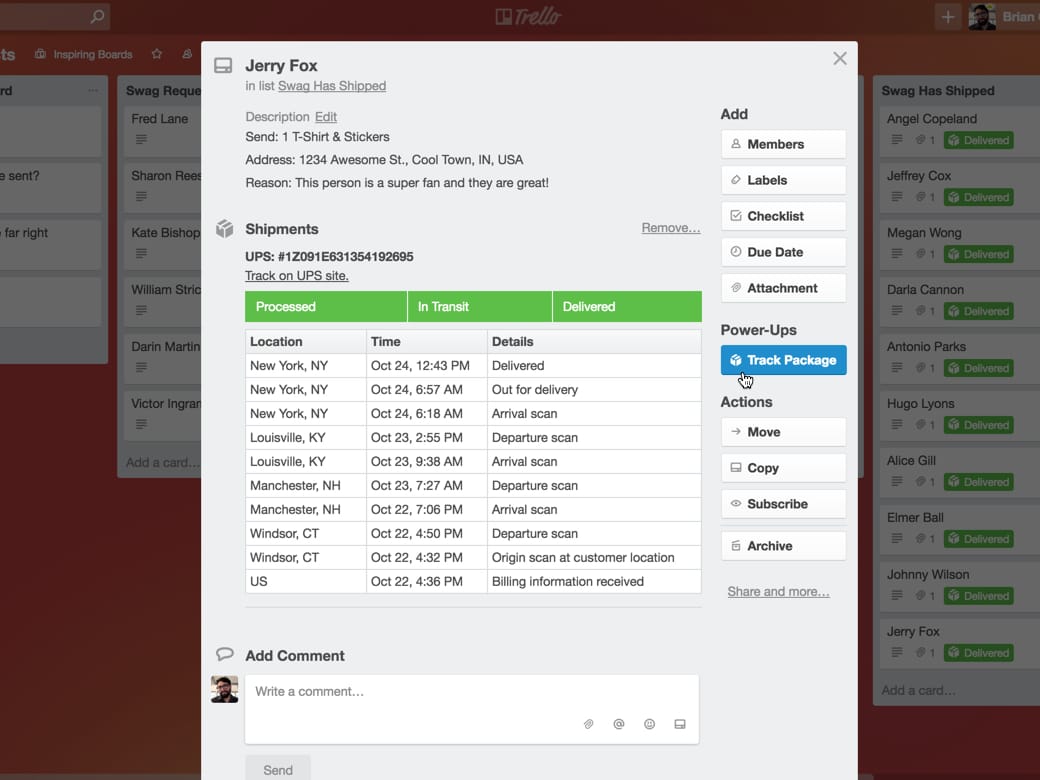 Trello
Brian
ts
Inspiring Boards
rd
...
e sent?
e far right
Swag Reque
Fred Lane
Sharon Rees
Kate Bishop
William Stric
Darin Martin
Victor Ingran
Add a card...
Jerry Fox
in list Swag Has Shipped
Description Edit
Send: 1 T-Shirt & Stickers
Address: 1234 Awesome St., Cool Town, IN, USA
Reason: This person is a super fan and they are great!
Shipments Remove...
UPS: #1Z091E631354192695
Track on UPS site.
Processed In Transit Delivered
Location Time Details
New York, NY Oct 24, 12:43 PM Delivered
New York, NY Oct 24, 6:57 AM Out for delivery
New York, NY Oct 24, 6:18 AM Arrival scan
Louisville, KY Oct 23, 2:55 PM Departure scan
Louisville, KY Oct 23, 9:38 AM Arrival scan
Manchester, NH Oct 23, 7:27 AM Departure scan
Manchester, NH Oct 22, 7:06 PM Arrival scan
Windsor, CT Oct 22, 4:50 PM Departure scan
Windsor, CT Oct 22, 4:32 PM Origin scan at customer location
US Oct 22, 4:36 PM Billing information received
Add Comment
Write a comment...
@
Send
Add
Members
Labels
Checklist
Due Date
Attachment
Power-Ups
Track Package
Actions
Move
Copy
Subscribe
Archive
Share and more...
Swag Has Shipped
Angel Copeland
1 Delivered
Jeffrey Cox
1 Delivered
Megan Wong
1 Delivered
Darla Cannon
1 Delivered
Antonio Parks
1 Delivered
Hugo Lyons
1 Delivered
Alice Gill
1 Delivered
Elmer Ball
1 Delivered
Johnny Wilson
1 Delivered
Jerry Fox
1 Delivered
Add a card...